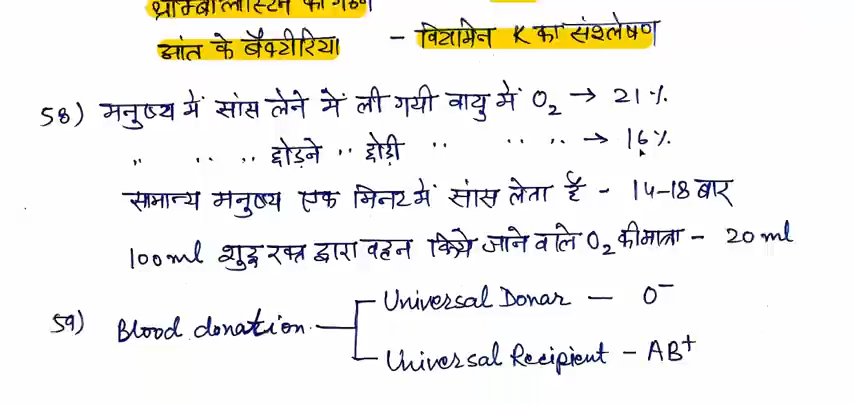 थ्रोम्बोप्लास्टिन का गठन
आंत के बैक्टीरिया - विटामिन K का संश्लेषण
58) मनुष्य में सांस लेने में ली गयी वायु में O₂ → 21%
" .. .. .. छोड़ने .. छोड़ी .. .. .. .. → 16%
सामान्य मनुष्य एक मिनट में सांस लेता है - 14-18 बार
100ml शुद्ध रक्त द्वारा वहन किये जाने वाले O₂ की मात्रा - 20 ml
59) Blood donation
Universal Donar - O⁻
Universal Recipient - AB⁺